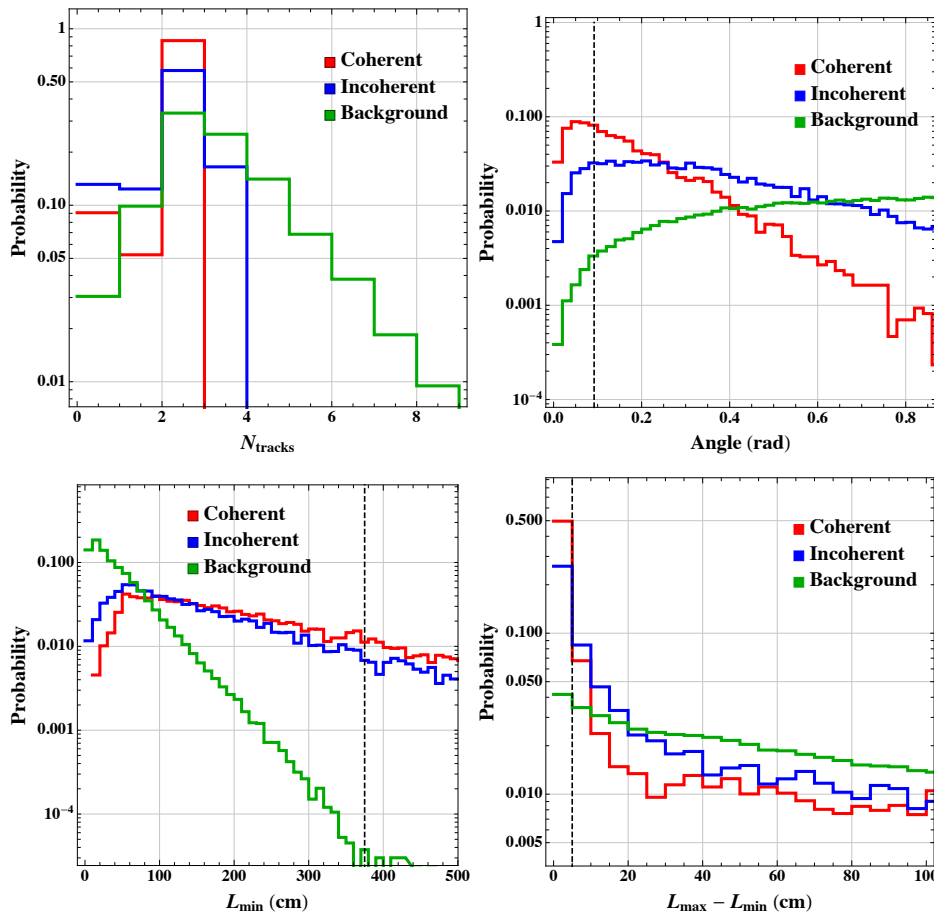 1
0.50
0.10
0.05
0.01
0 2 4 6 8
Probability
N_tracks
Coherent
Incoherent
Background
1
0.100
0.010
0.001
10⁻⁴
0.0 0.2 0.4 0.6 0.8
Probability
Angle (rad)
Coherent
Incoherent
Background
0.100
0.010
0.001
10⁻⁴
0 100 200 300 400 500
Probability
L_min (cm)
Coherent
Incoherent
Background
0.500
0.100
0.050
0.010
0.005
0 20 40 60 80 100
Probability
L_max − L_min (cm)
Coherent
Incoherent
Background